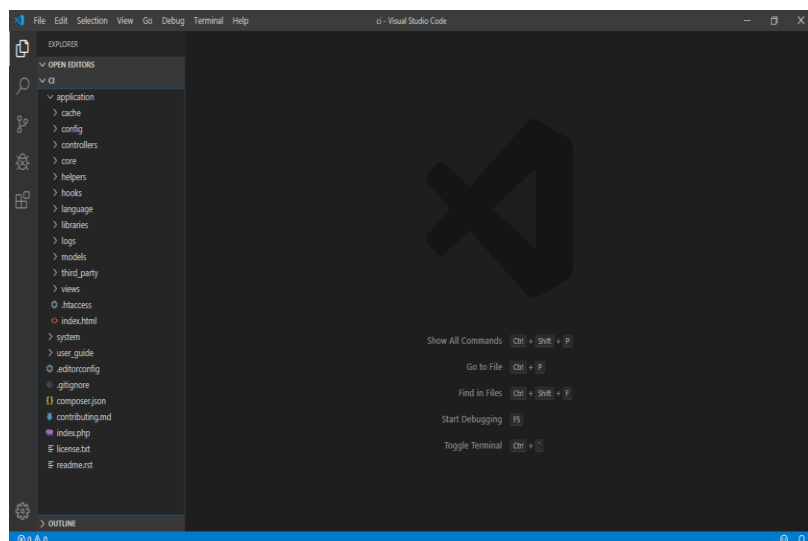 File Edit Selection View Go Debug Terminal Help ci - Visual Studio Code
EXPLORER
OPEN EDITORS
CI
application
cache
config
controllers
core
helpers
hooks
language
libraries
logs
models
third_party
views
.htaccess
index.html
system
user_guide
.editorconfig
.gitignore
{} composer.json
contributing.md
index.php
license.txt
readme.rst
OUTLINE
Show All Commands Ctrl + Shift + P
Go to File Ctrl + P
Find in Files Ctrl + Shift + F
Start Debugging F5
Toggle Terminal Ctrl + `
0 0